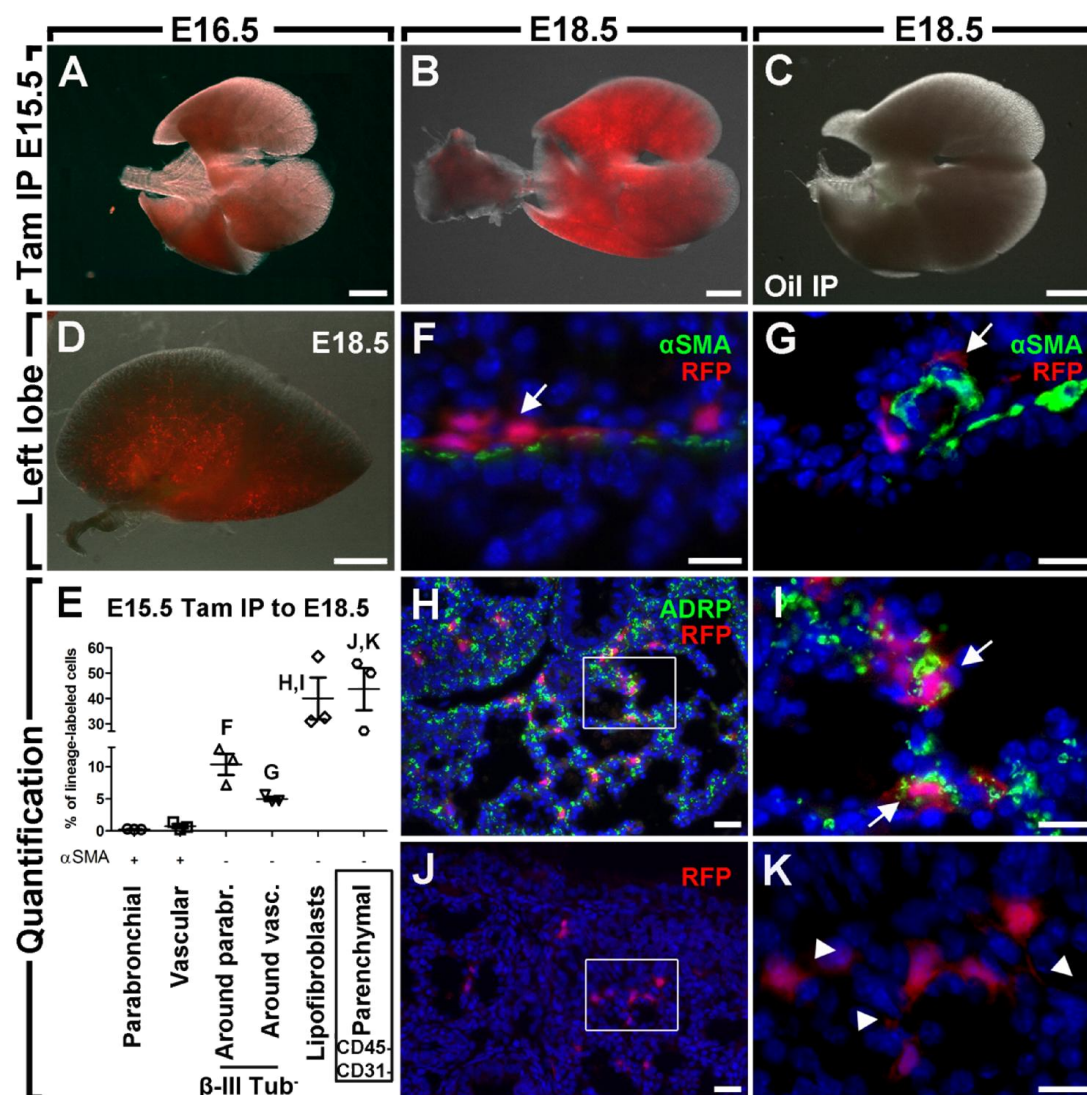 E16.5
E18.5
E18.5
Tam IP E15.5
A
B
C
Oil IP
Left lobe
D
E18.5
F
αSMA
RFP
G
αSMA
RFP
Quantification
E
E15.5 Tam IP to E18.5
% of lineage-labeled cells
60
50
40
30
10
5
0
F
G
H,I
J,K
αSMA + + - - - -
Parabronchial
Vascular
Around parabr.
Around vasc.
Lipofibroblasts
Parenchymal
CD45-
CD31-
β-III Tub-
H
ADRP
RFP
I
J
RFP
K